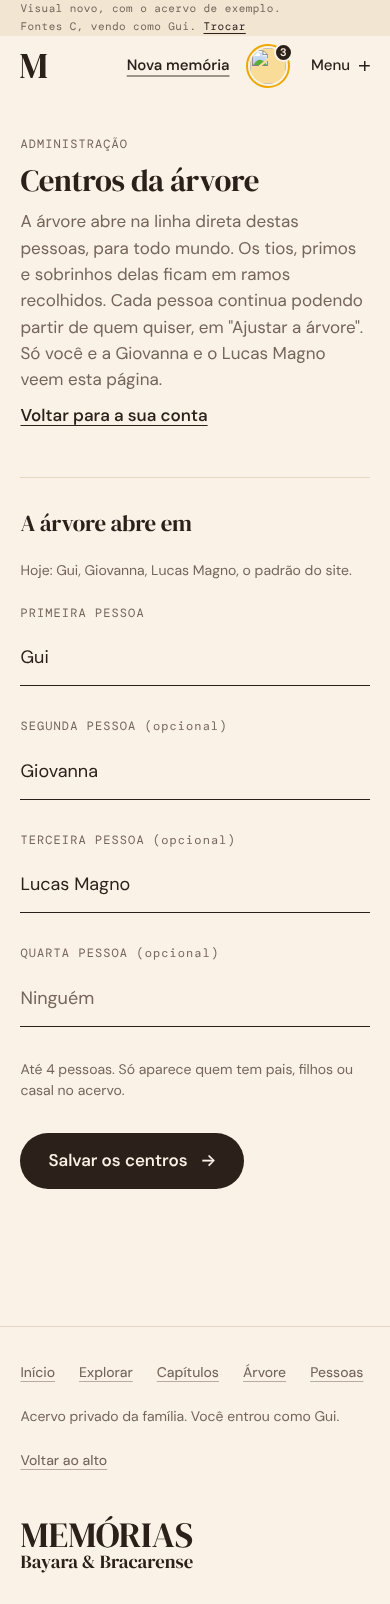 Visual novo, com o acervo de exemplo.
Fontes C, vendo como Gui. Trocar
M
Nova memória
3
Menu +
ADMINISTRAÇÃO
Centros da árvore
A árvore abre na linha direta destas
pessoas, para todo mundo. Os tios, primos
e sobrinhos delas ficam em ramos
recolhidos. Cada pessoa continua podendo
partir de quem quiser, em "Ajustar a árvore".
Só você e a Giovanna e o Lucas Magno
veem esta página.
Voltar para a sua conta
A árvore abre em
Hoje: Gui, Giovanna, Lucas Magno, o padrão do site.
PRIMEIRA PESSOA
Gui
SEGUNDA PESSOA (opcional)
Giovanna
TERCEIRA PESSOA (opcional)
Lucas Magno
QUARTA PESSOA (opcional)
Ninguém
Até 4 pessoas. Só aparece quem tem pais, filhos ou
casal no acervo.
Salvar os centros →
Início Explorar Capítulos Árvore Pessoas
Acervo privado da família. Você entrou como Gui.
Voltar ao alto
MEMÓRIAS
Bayara & Bracarense